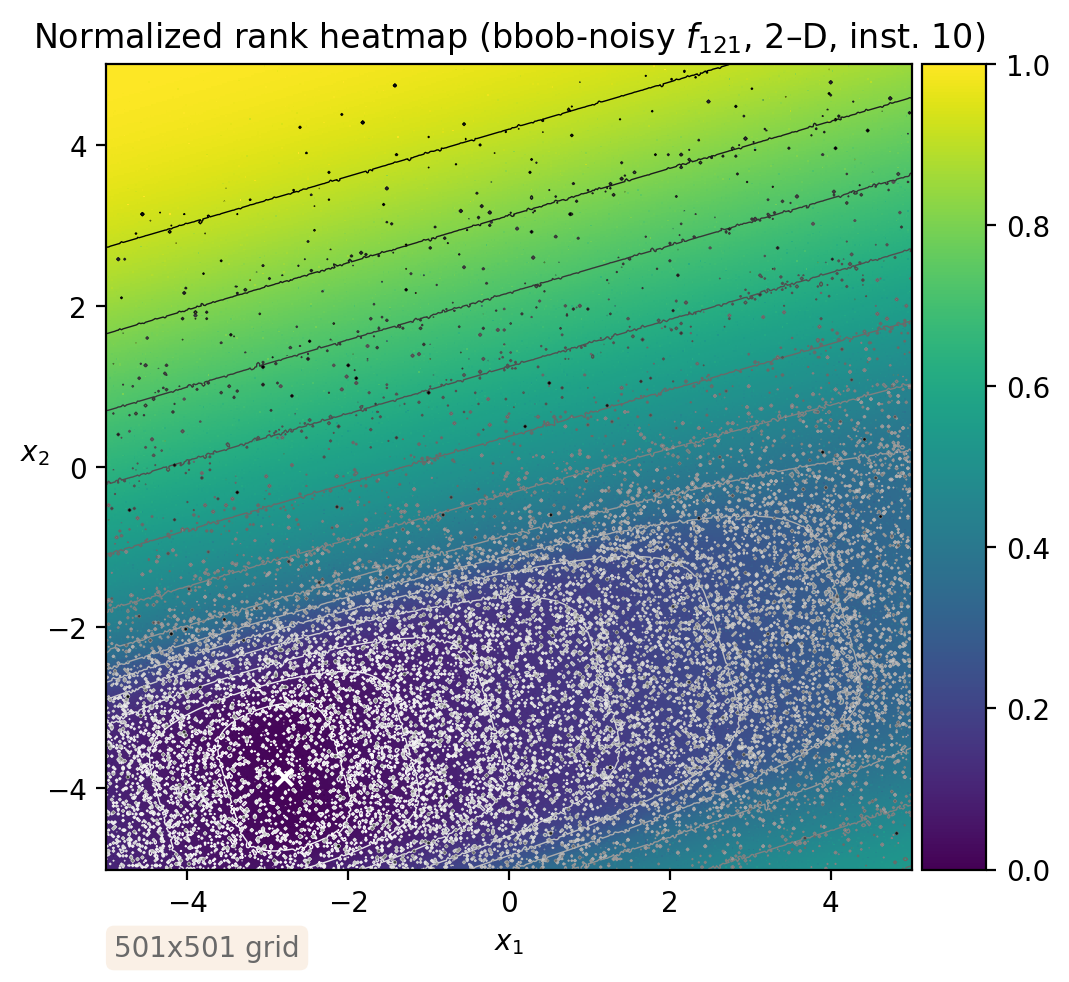 Normalized rank heatmap (bbob-noisy f₁₂₁, 2–D, inst. 10)
1.0
0.8
0.6
0.4
0.2
0.0
4
2
0
−2
−4
x₂
−4 −2 0 2 4
x₁
501x501 grid